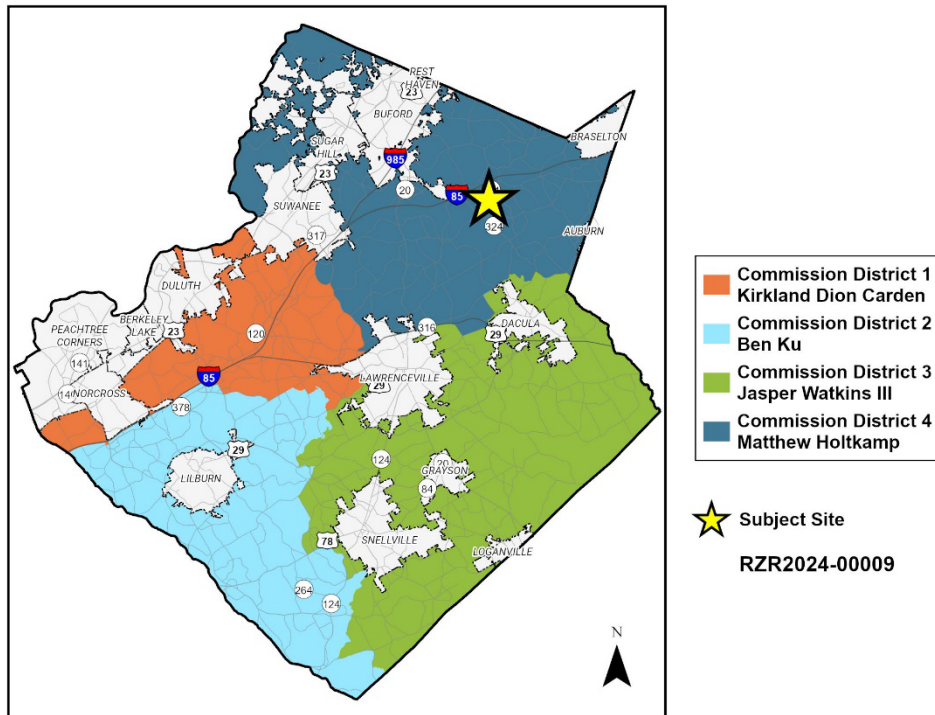 REST
HAVEN
23
BUFORD
BRASELTON
SUGAR
HILL
985
23
20
85
SUWANEE
324
317
AUBURN
DULUTH
BERKELEY
LAKE
23
PEACHTREE
CORNERS
141
120
316
DACULA
29
LAWRENCEVILLE
29
14
NORCROSS
85
378
29
LILBURN
124
20
GRAYSON
84
78
SNELLVILLE
LOGANVILLE
264
124
N
Commission District 1
Kirkland Dion Carden
Commission District 2
Ben Ku
Commission District 3
Jasper Watkins III
Commission District 4
Matthew Holtkamp
Subject Site
RZR2024-00009